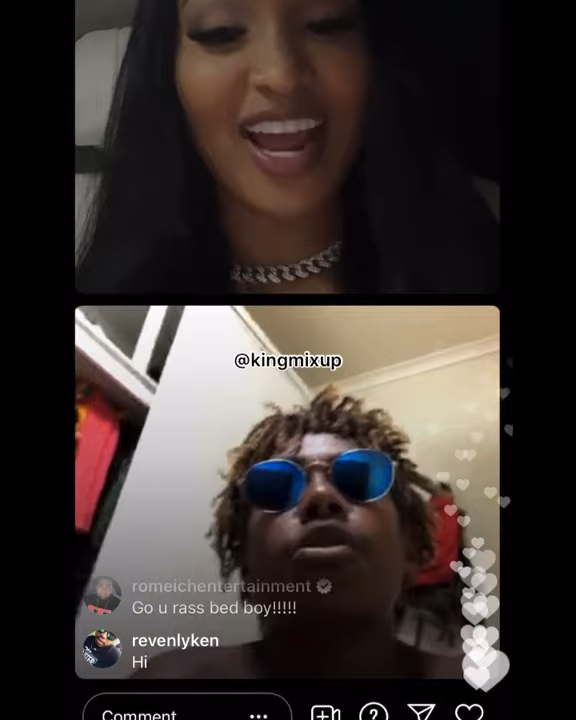 @kingmixup
romeichentertainment
Go u rass bed boy!!!!!
revenlyken
Hi
Comment